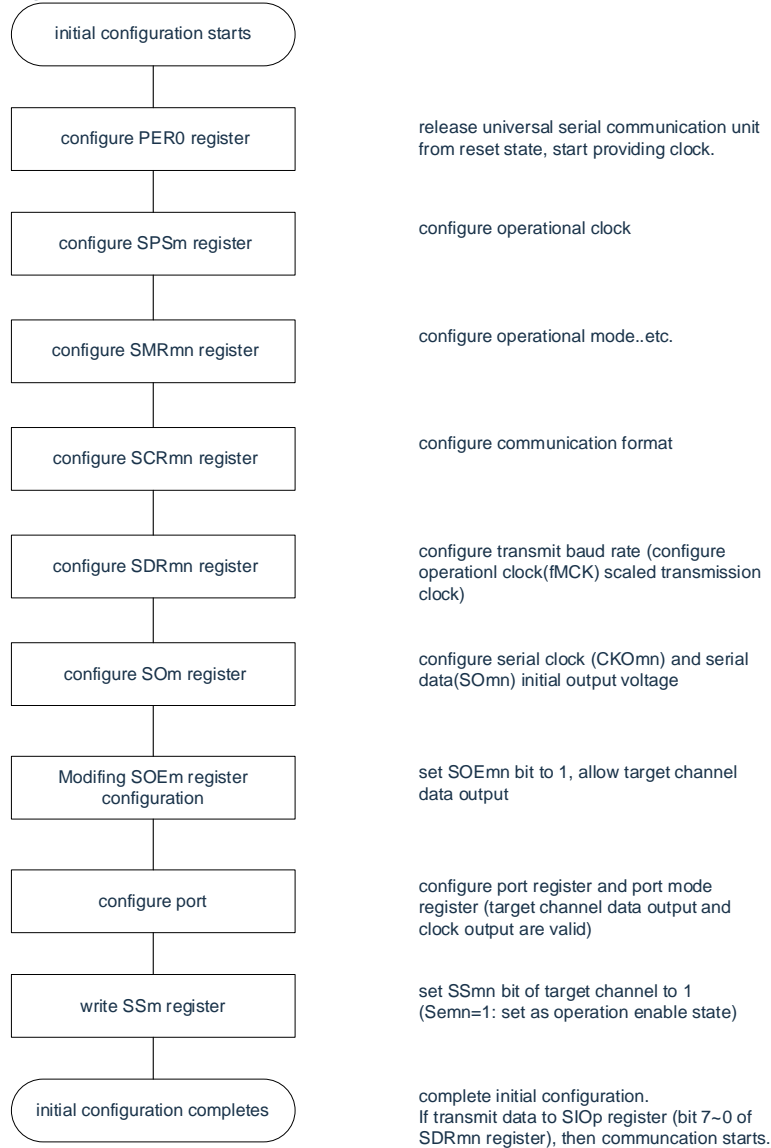 initial configuration starts
configure PER0 register
release universal serial communication unit
from reset state, start providing clock.
configure SPSm register
configure operational clock
configure SMRmn register
configure operational mode..etc.
configure SCRmn register
configure communication format
configure SDRmn register
configure transmit baud rate (configure
operationl clock(fMCK) scaled transmission
clock)
configure SOm register
configure serial clock (CKOmn) and serial
data(SOmn) initial output voltage
Modifing SOEm register
configuration
set SOEmn bit to 1, allow target channel
data output
configure port
configure port register and port mode
register (target channel data output and
clock output are valid)
write SSm register
set SSmn bit of target channel to 1
(Semn=1: set as operation enable state)
initial configuration completes
complete initial configuration.
If transmit data to SIOp register (bit 7~0 of
SDRmn register), then communcation starts.